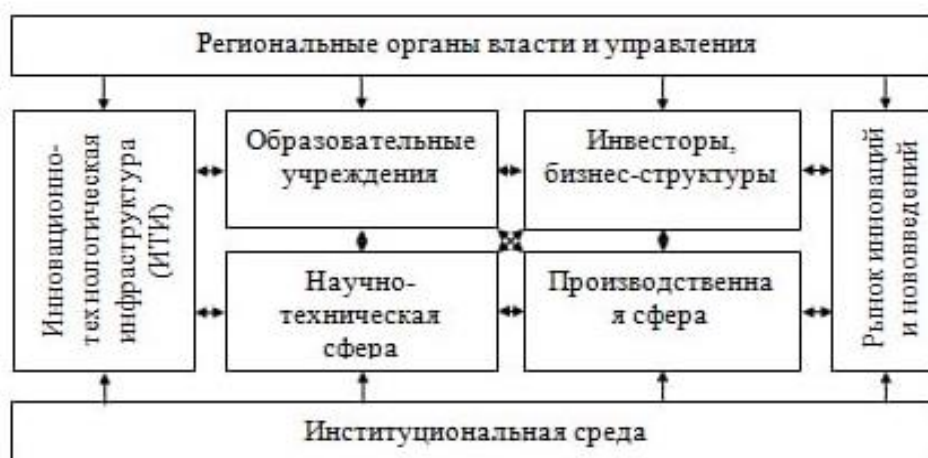 Региональные органы власти и управления
Инновационно-
технологическая
инфраструктура
(ИТИ)
Образовательные
учреждения
Инвесторы,
бизнес-структуры
Рынок инноваций
и нововведений
Научно-
техническая
сфера
Производственна
я сфера
Институциональная среда